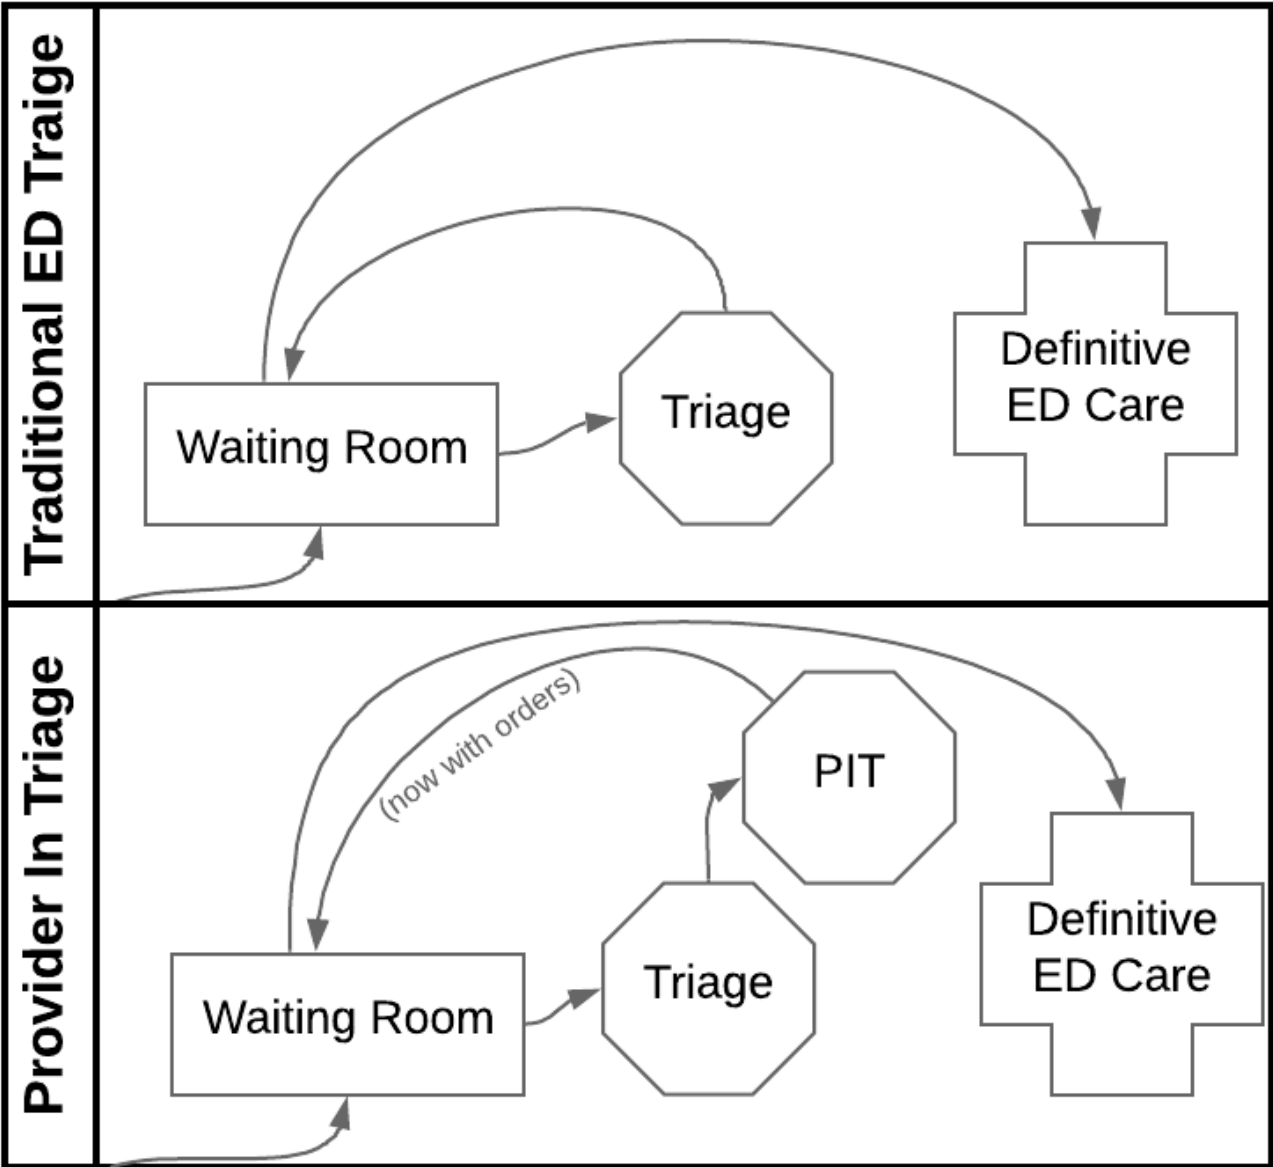 Traditional ED Traige
Waiting Room
Triage
Definitive
ED Care
Provider In Triage
(now with orders)
PIT
Waiting Room
Triage
Definitive
ED Care